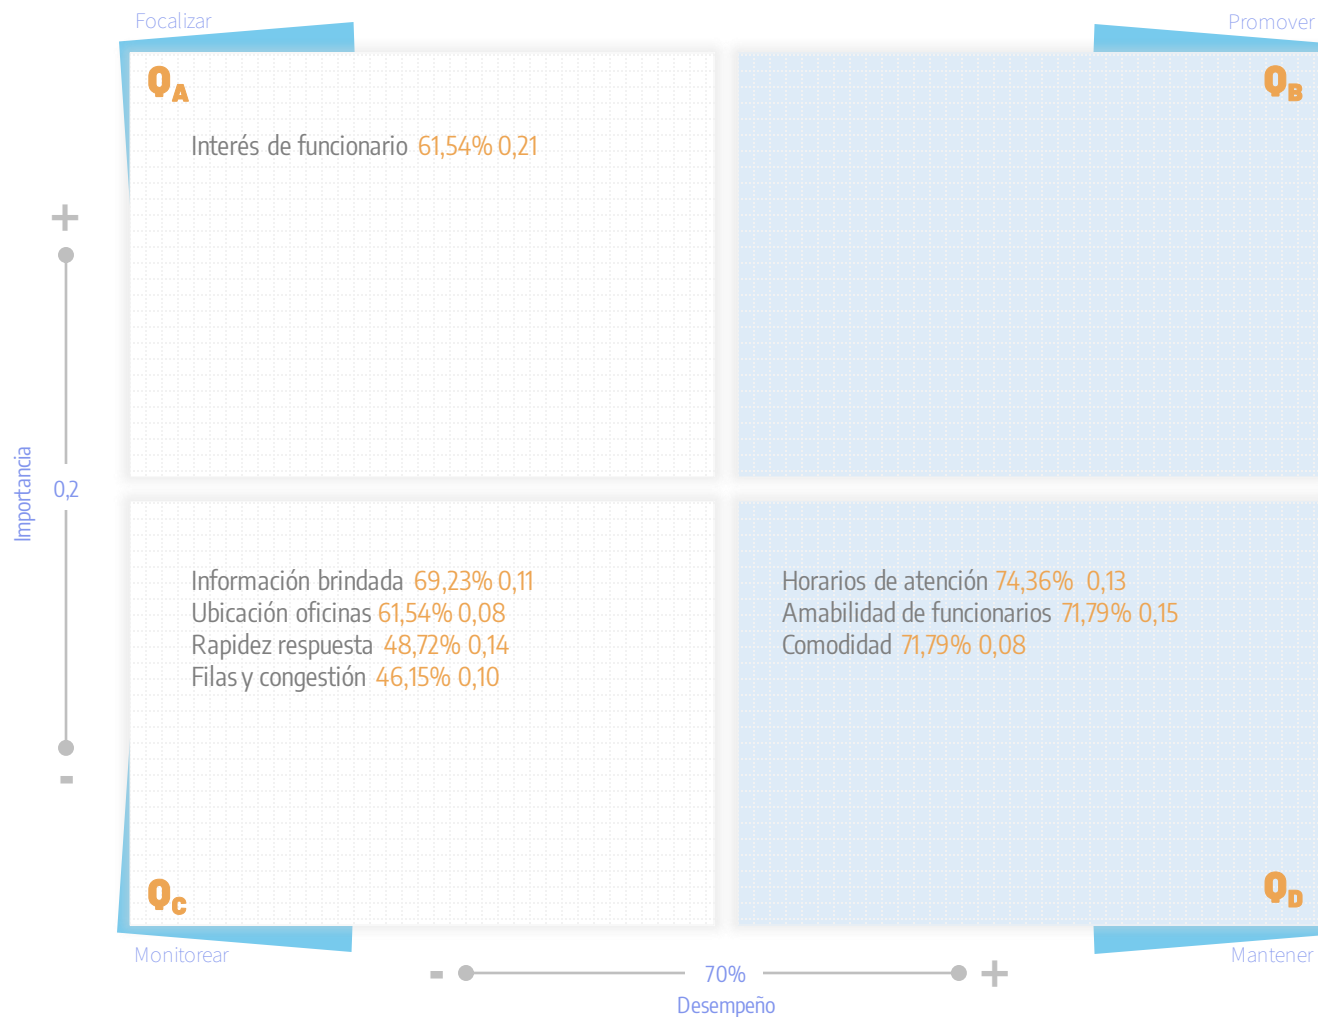 Focalizar
Promover
QA
QB
Interés de funcionario 61,54% 0,21
+
Importancia
0,2
-
Información brindada 69,23% 0,11
Ubicación oficinas 61,54% 0,08
Rapidez respuesta 48,72% 0,14
Filas y congestión 46,15% 0,10
Horarios de atención 74,36% 0,13
Amabilidad de funcionarios 71,79% 0,15
Comodidad 71,79% 0,08
QC
QD
Monitorear
Mantener
- 70% +
Desempeño